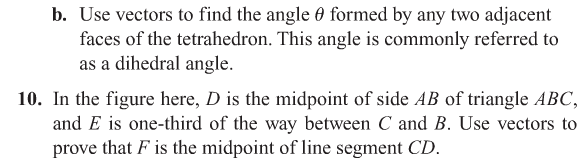 b. Use vectors to find the angle θ formed by any two adjacent
faces of the tetrahedron. This angle is commonly referred to
as a dihedral angle.
10. In the figure here, D is the midpoint of side AB of triangle ABC,
and E is one-third of the way between C and B. Use vectors to
prove that F is the midpoint of line segment CD.